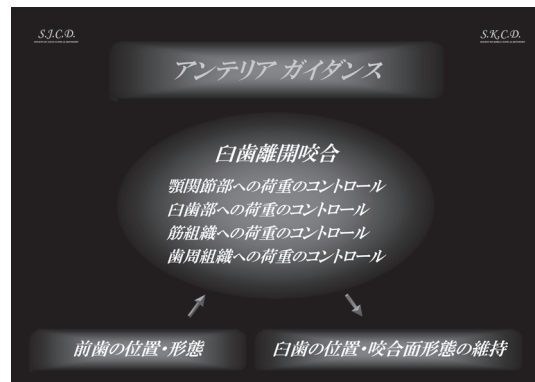 S.J.C.D.
S.K.C.D.
アンテリア ガイダンス
臼歯離開咬合
顎関節部への荷重のコントロール
臼歯部への荷重のコントロール
筋組織への荷重のコントロール
歯周組織への荷重のコントロール
前歯の位置・形態
臼歯の位置・咬合面形態の維持